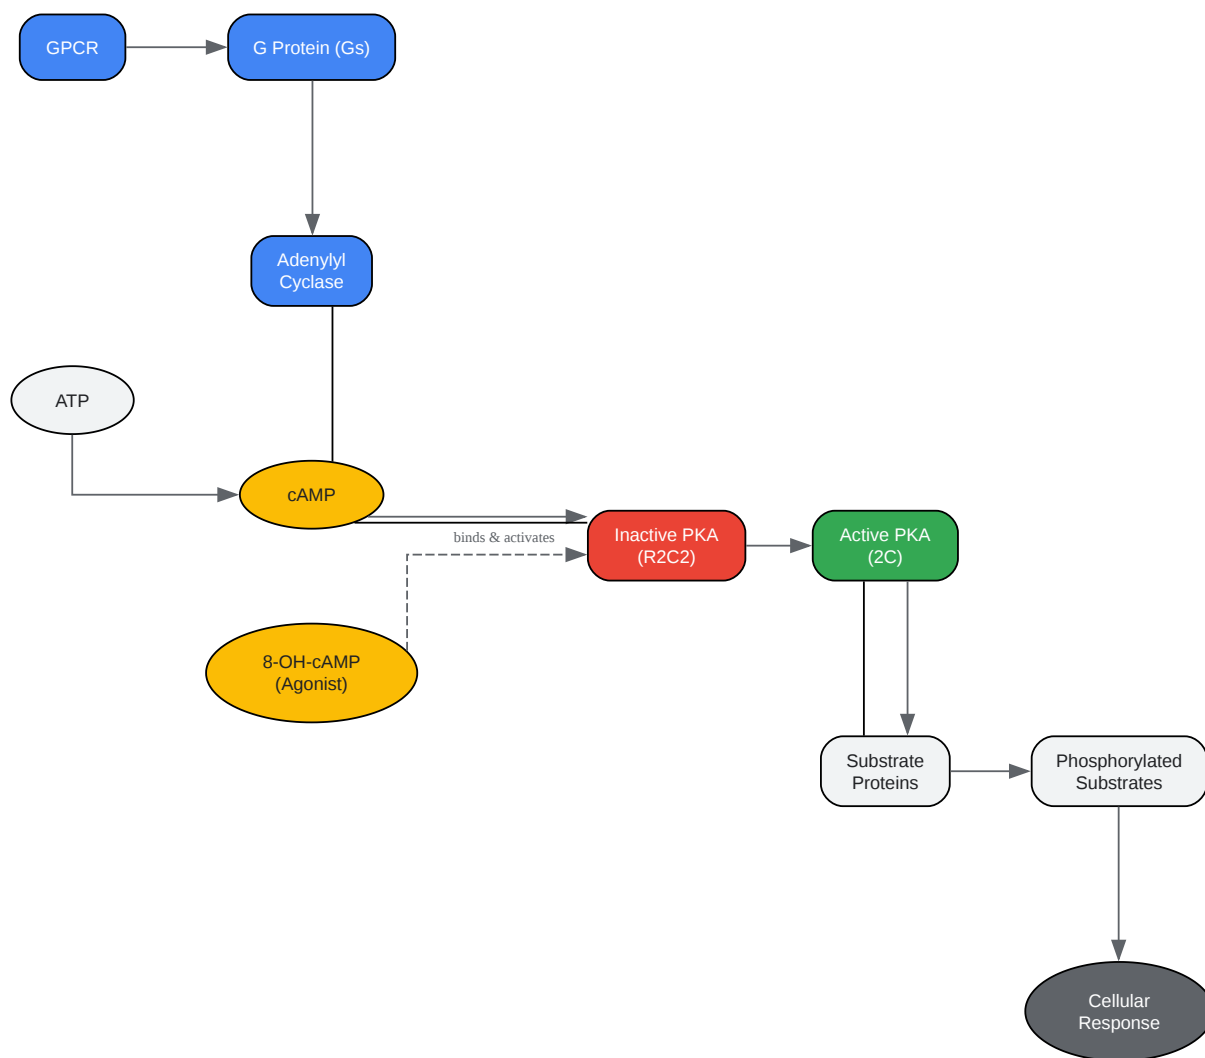 GPCR
G Protein (Gs)
Adenylyl
Cyclase
ATP
cAMP
binds & activates
Inactive PKA
(R2C2)
Active PKA
(2C)
8-OH-cAMP
(Agonist)
Substrate
Proteins
Phosphorylated
Substrates
Cellular
Response